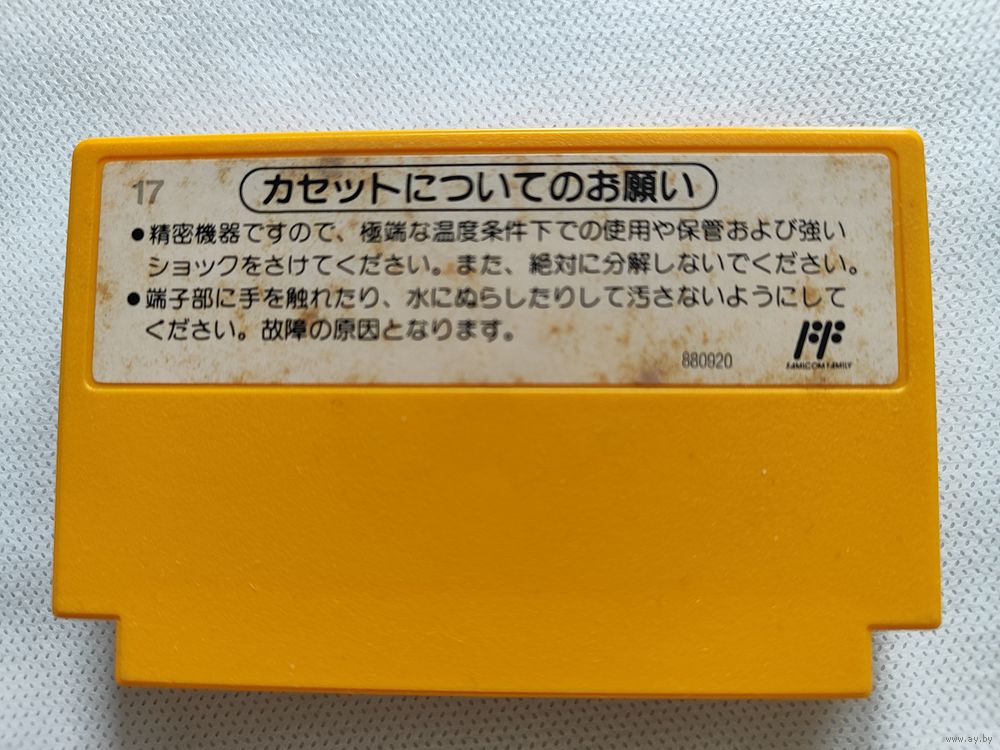 17
カセットについてのお願い
●精密機器ですので、極端な温度条件下での使用や保管および強い
ショックをさけてください。また、絶対に分解しないでください。
●端子部に手を触れたり、水にぬらしたりして汚さないようにして
ください。故障の原因となります。
880920
FF
FAMICOM FAMILY
www.ay.by